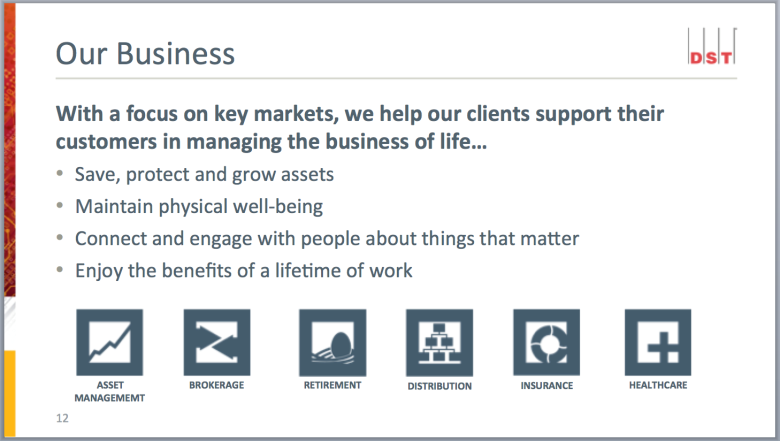 Our Business
DST
With a focus on key markets, we help our clients support their
customers in managing the business of life...
• Save, protect and grow assets
• Maintain physical well-being
• Connect and engage with people about things that matter
• Enjoy the benefits of a lifetime of work
ASSET
MANAGEMEMT
BROKERAGE
RETIREMENT
DISTRIBUTION
INSURANCE
HEALTHCARE
12